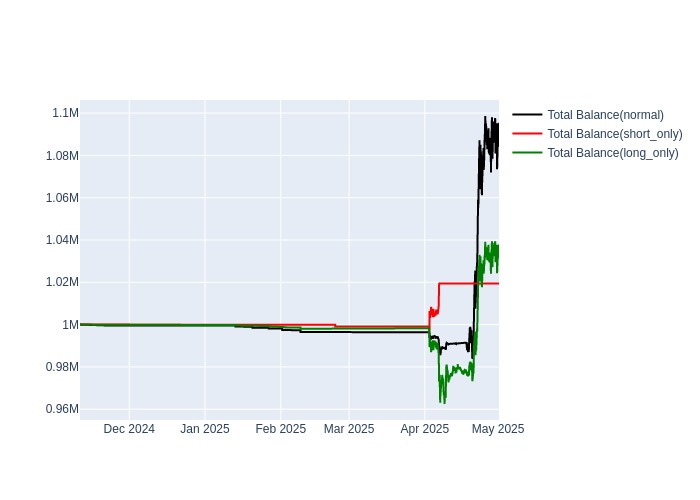 1.1M
1.08M
1.06M
1.04M
1.02M
1M
0.98M
0.96M
Dec 2024 Jan 2025 Feb 2025 Mar 2025 Apr 2025 May 2025
Total Balance(normal)
Total Balance(short_only)
Total Balance(long_only)